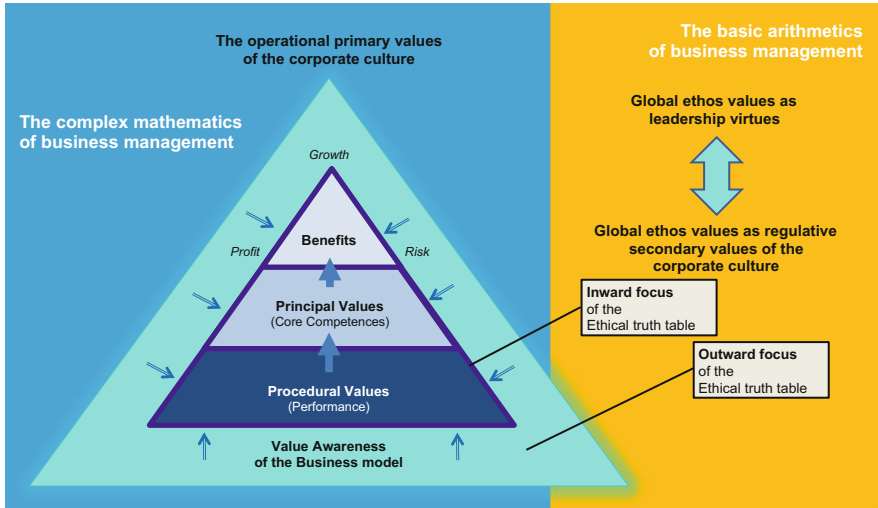 The operational primary values
of the corporate culture
The complex mathematics
of business management
Growth
Profit
Risk
Benefits
Principal Values
(Core Competences)
Procedural Values
(Performance)
Value Awareness
of the Business model
The basic arithmetics
of business management
Global ethos values as
leadership virtues
Global ethos values as regulative
secondary values of the
corporate culture
Inward focus
of the
Ethical truth table
Outward focus
of the
Ethical truth table